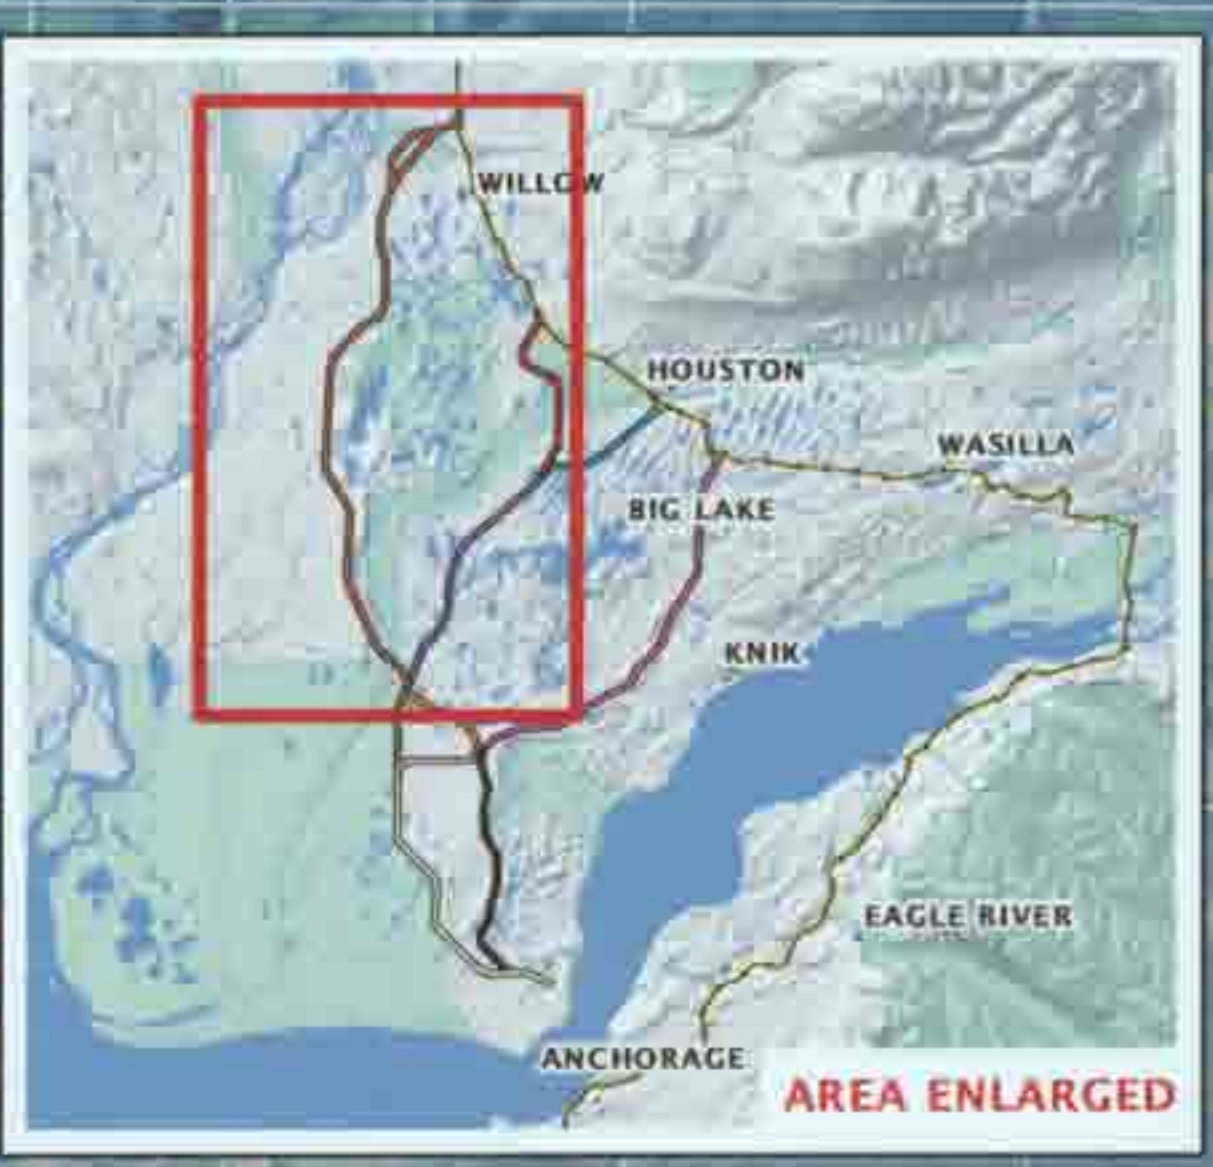 WILLOW
HOUSTON
WASILLA
BIG LAKE
KNIK
EAGLE RIVER
ANCHORAGE
AREA ENLARGED